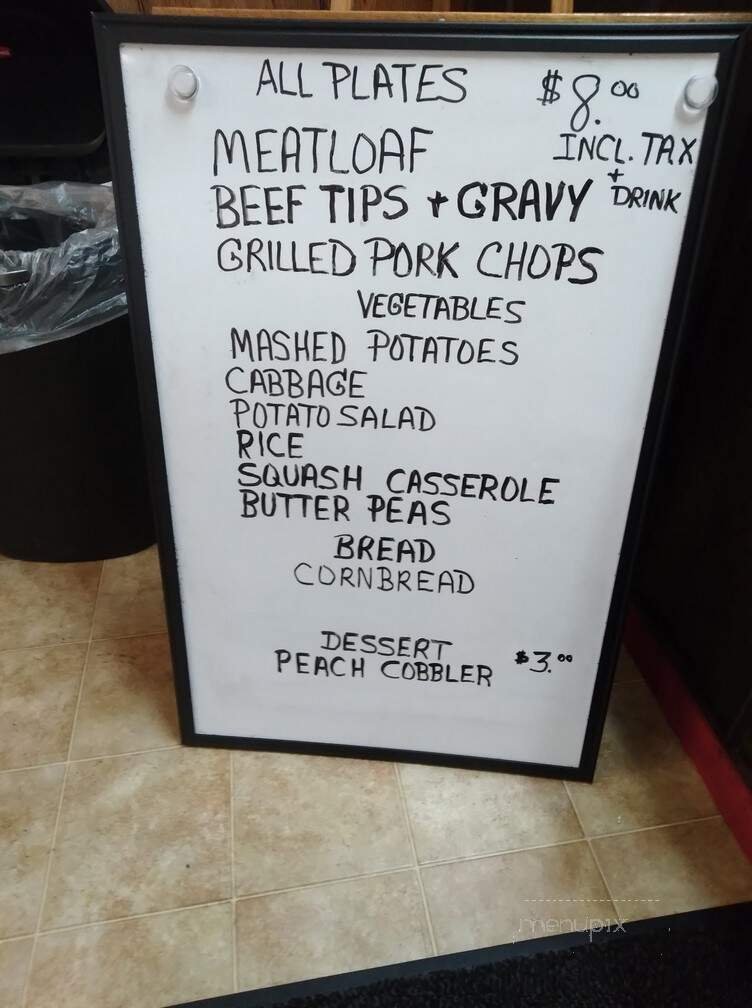 ALL PLATES $8.00
MEATLOAF INCL. TAX
+
BEEF TIPS + GRAVY DRINK
GRILLED PORK CHOPS
VEGETABLES
MASHED POTATOES
CABBAGE
POTATO SALAD
RICE
SQUASH CASSEROLE
BUTTER PEAS
BREAD
CORNBREAD
DESSERT
PEACH COBBLER $3.00
menupix